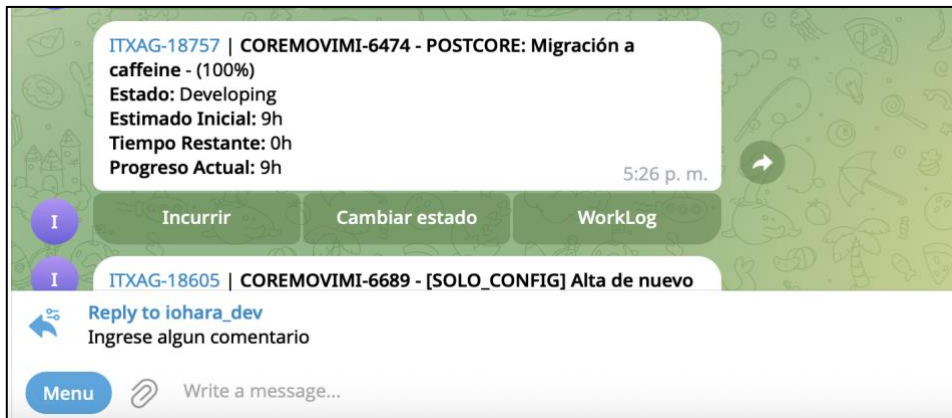 ITXAG-18757 | COREMOVIMI-6474 - POSTCORE: Migración a
caffeine - (100%)
Estado: Developing
Estimado Inicial: 9h
Tiempo Restante: 0h
Progreso Actual: 9h
5:26 p. m.
I
Incurrir
Cambiar estado
WorkLog
I
ITXAG-18605 | COREMOVIMI-6689 - [SOLO_CONFIG] Alta de nuevo
Reply to iohara_dev
Ingrese algun comentario
Menu
Write a message...